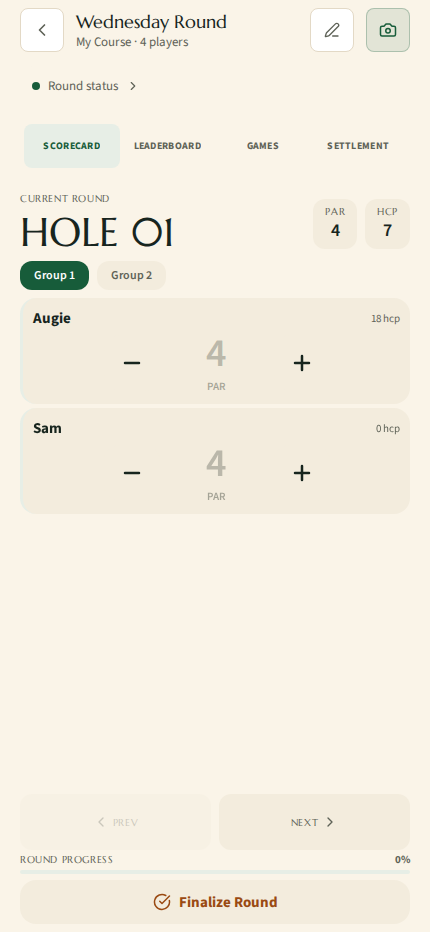 Wednesday Round
My Course · 4 players
Round status
SCORECARD
LEADERBOARD
GAMES
SETTLEMENT
CURRENT ROUND
HOLE 01
PAR
4
HCP
7
Group 1
Group 2
Augie
18 hcp
4
PAR
Sam
0 hcp
4
PAR
PREV
NEXT
ROUND PROGRESS
0%
Finalize Round